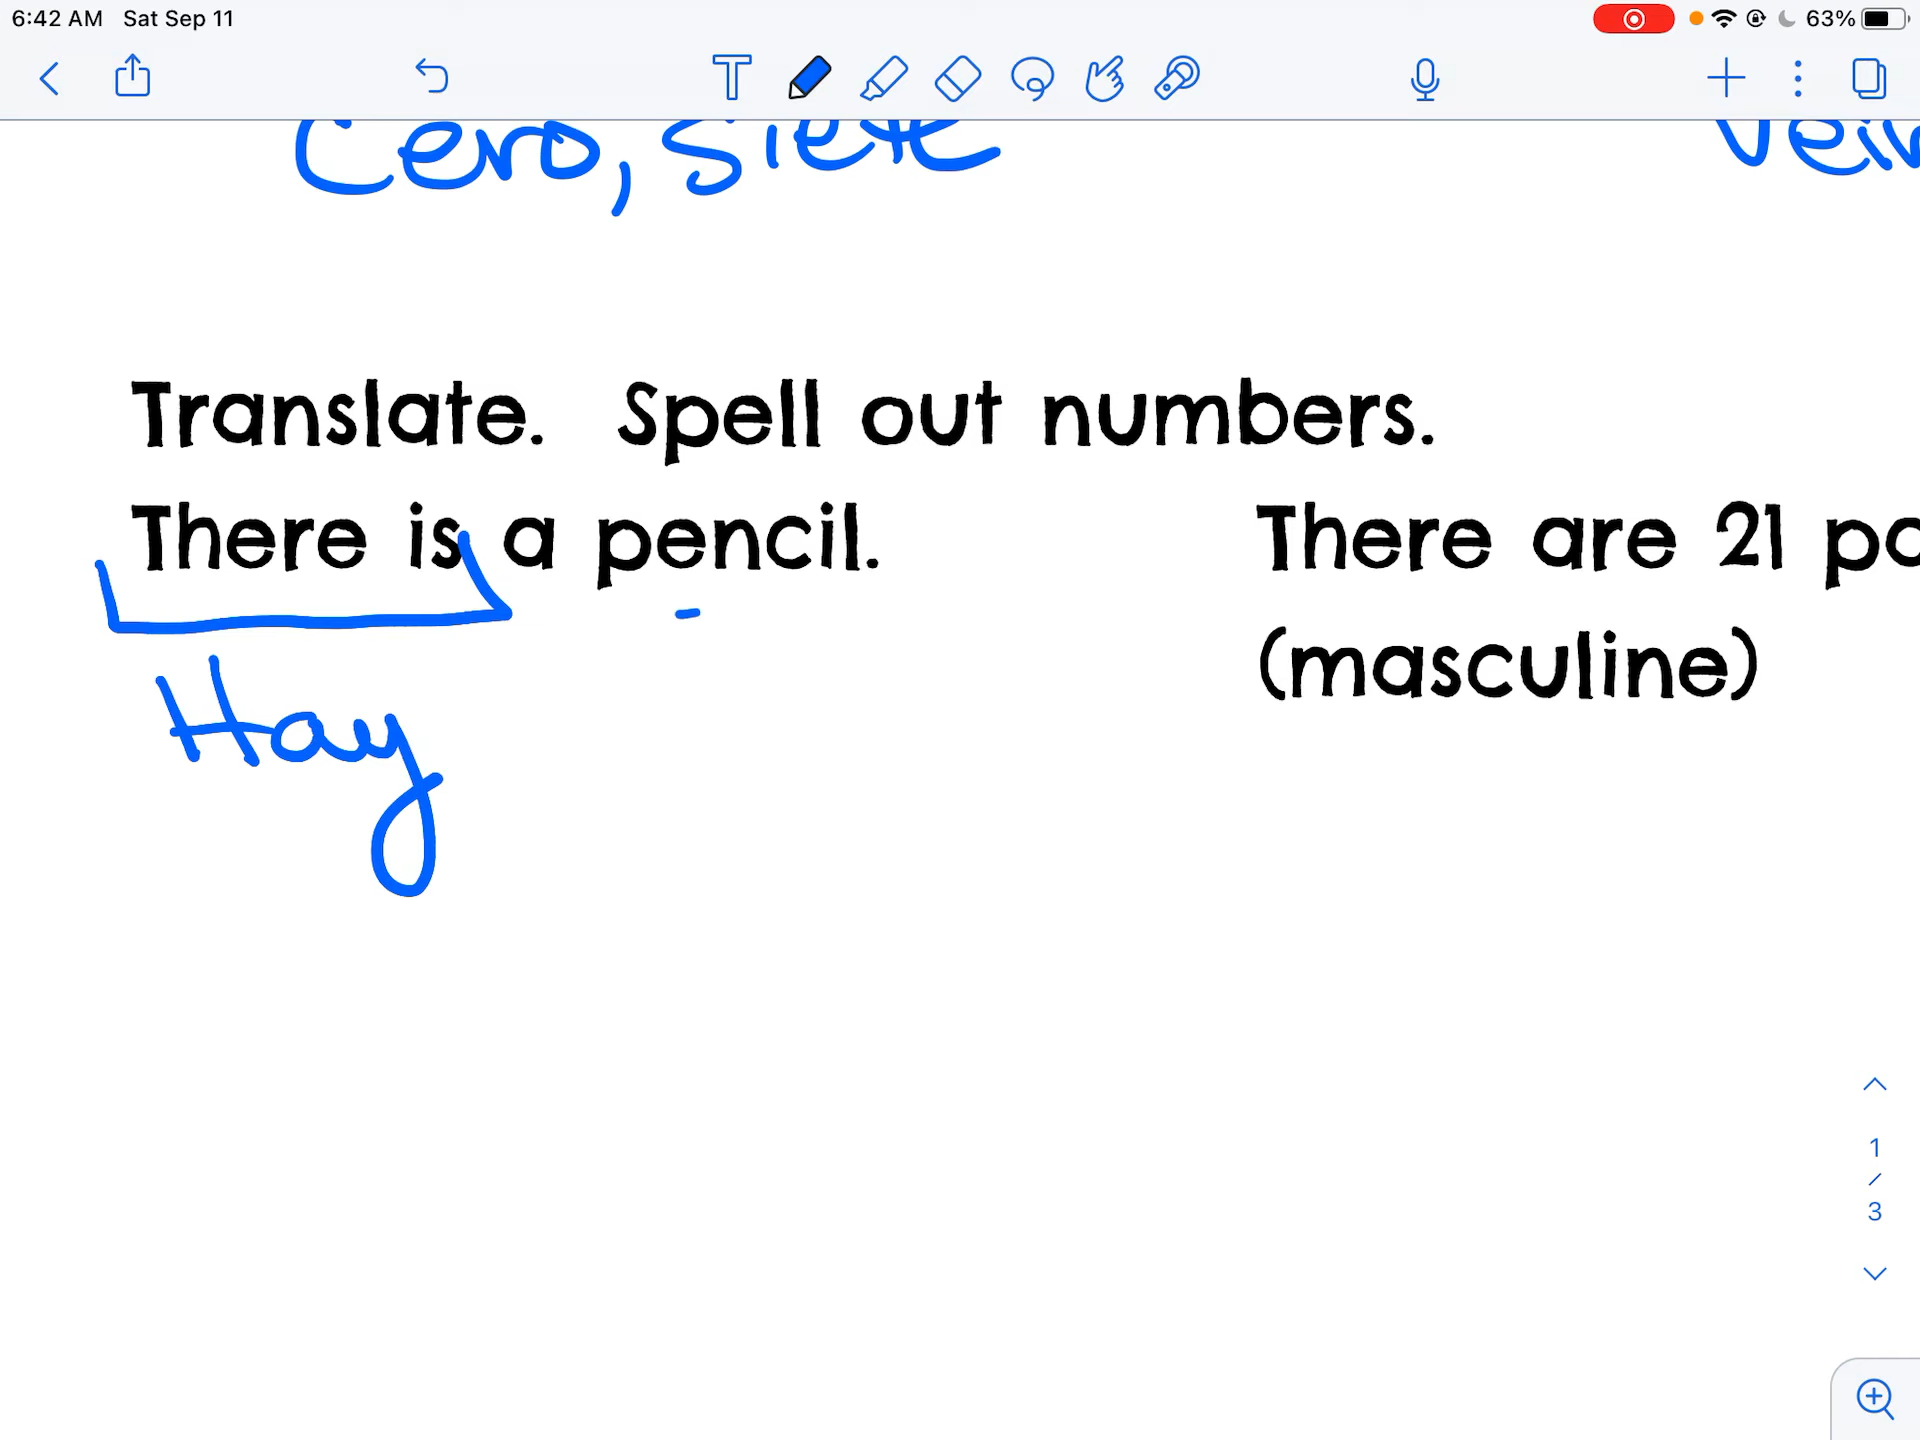 6:42 AM Sat Sep 11
63%
Cero, siete
Translate. Spell out numbers.
There is a pencil.
There are 21
(masculine)
Hay
1
/
3